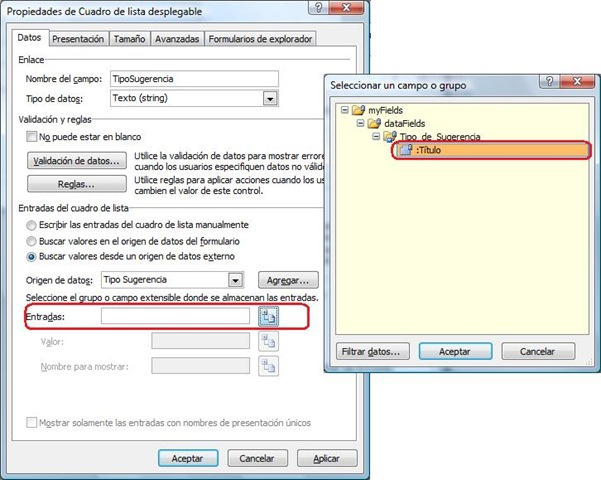 Propiedades de Cuadro de lista desplegable
Datos Presentación Tamaño Avanzadas Formularios de explorador
Enlace
Nombre del campo: TipoSugerencia
Tipo de datos: Texto (string)
Validación y reglas
No puede estar en blanco
Validación de datos... Utilice la validación de datos para mostrar errore
cuando los usuarios especifiquen datos no válido
Reglas... Utilice reglas para aplicar acciones cuando los us
cambien el valor de este control.
Entradas del cuadro de lista
Escribir las entradas del cuadro de lista manualmente
Buscar valores en el origen de datos del formulario
Buscar valores desde un origen de datos externo
Origen de datos: Tipo Sugerencia Agregar...
Seleccione el grupo o campo extensible donde se almacenan las entradas.
Entradas:
Valor:
Nombre para mostrar:
Mostrar solamente las entradas con nombres de presentación únicos
Aceptar Cancelar Aplicar
Seleccionar un campo o grupo
myFields
dataFields
Tipo_de_Sugerencia
:Título
Filtrar datos... Aceptar Cancelar